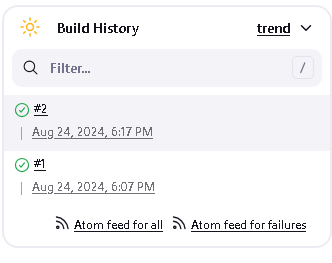 Build History trend
Filter... /
#2
Aug 24, 2024, 6:17 PM
#1
Aug 24, 2024, 6:07 PM
Atom feed for all Atom feed for failures